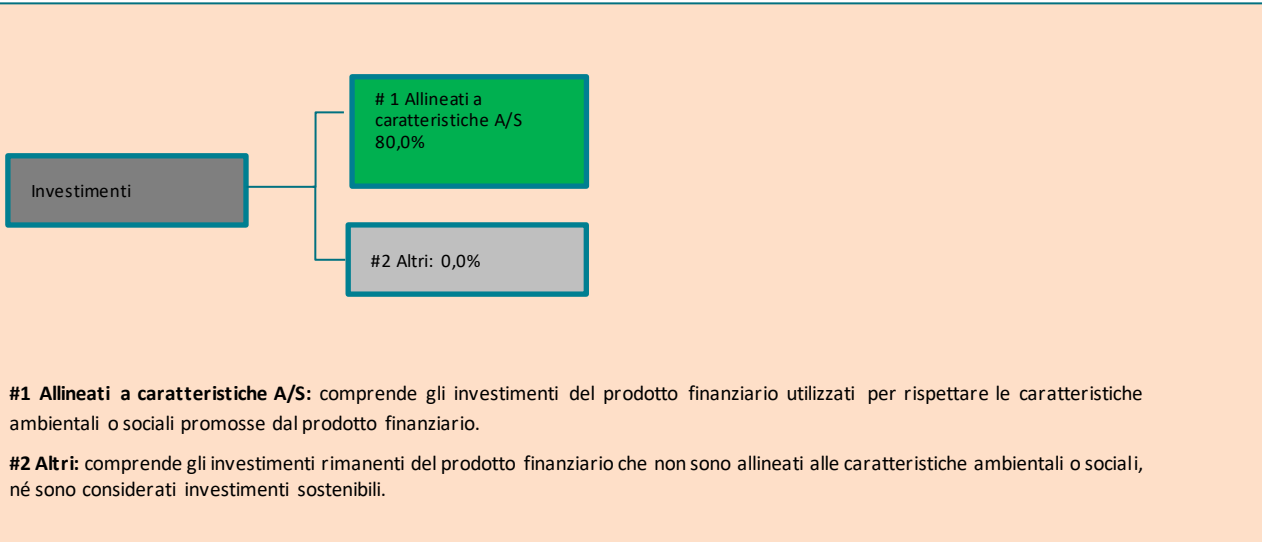 # 1 Allineati a
caratteristiche A/S
80,0%
Investimenti
#2 Altri: 0,0%
#1 Allineati a caratteristiche A/S: comprende gli investimenti del prodotto finanziario utilizzati per rispettare le caratteristiche
ambientali o sociali promosse dal prodotto finanziario.
#2 Altri: comprende gli investimenti rimanenti del prodotto finanziario che non sono allineati alle caratteristiche ambientali o sociali,
né sono considerati investimenti sostenibili.